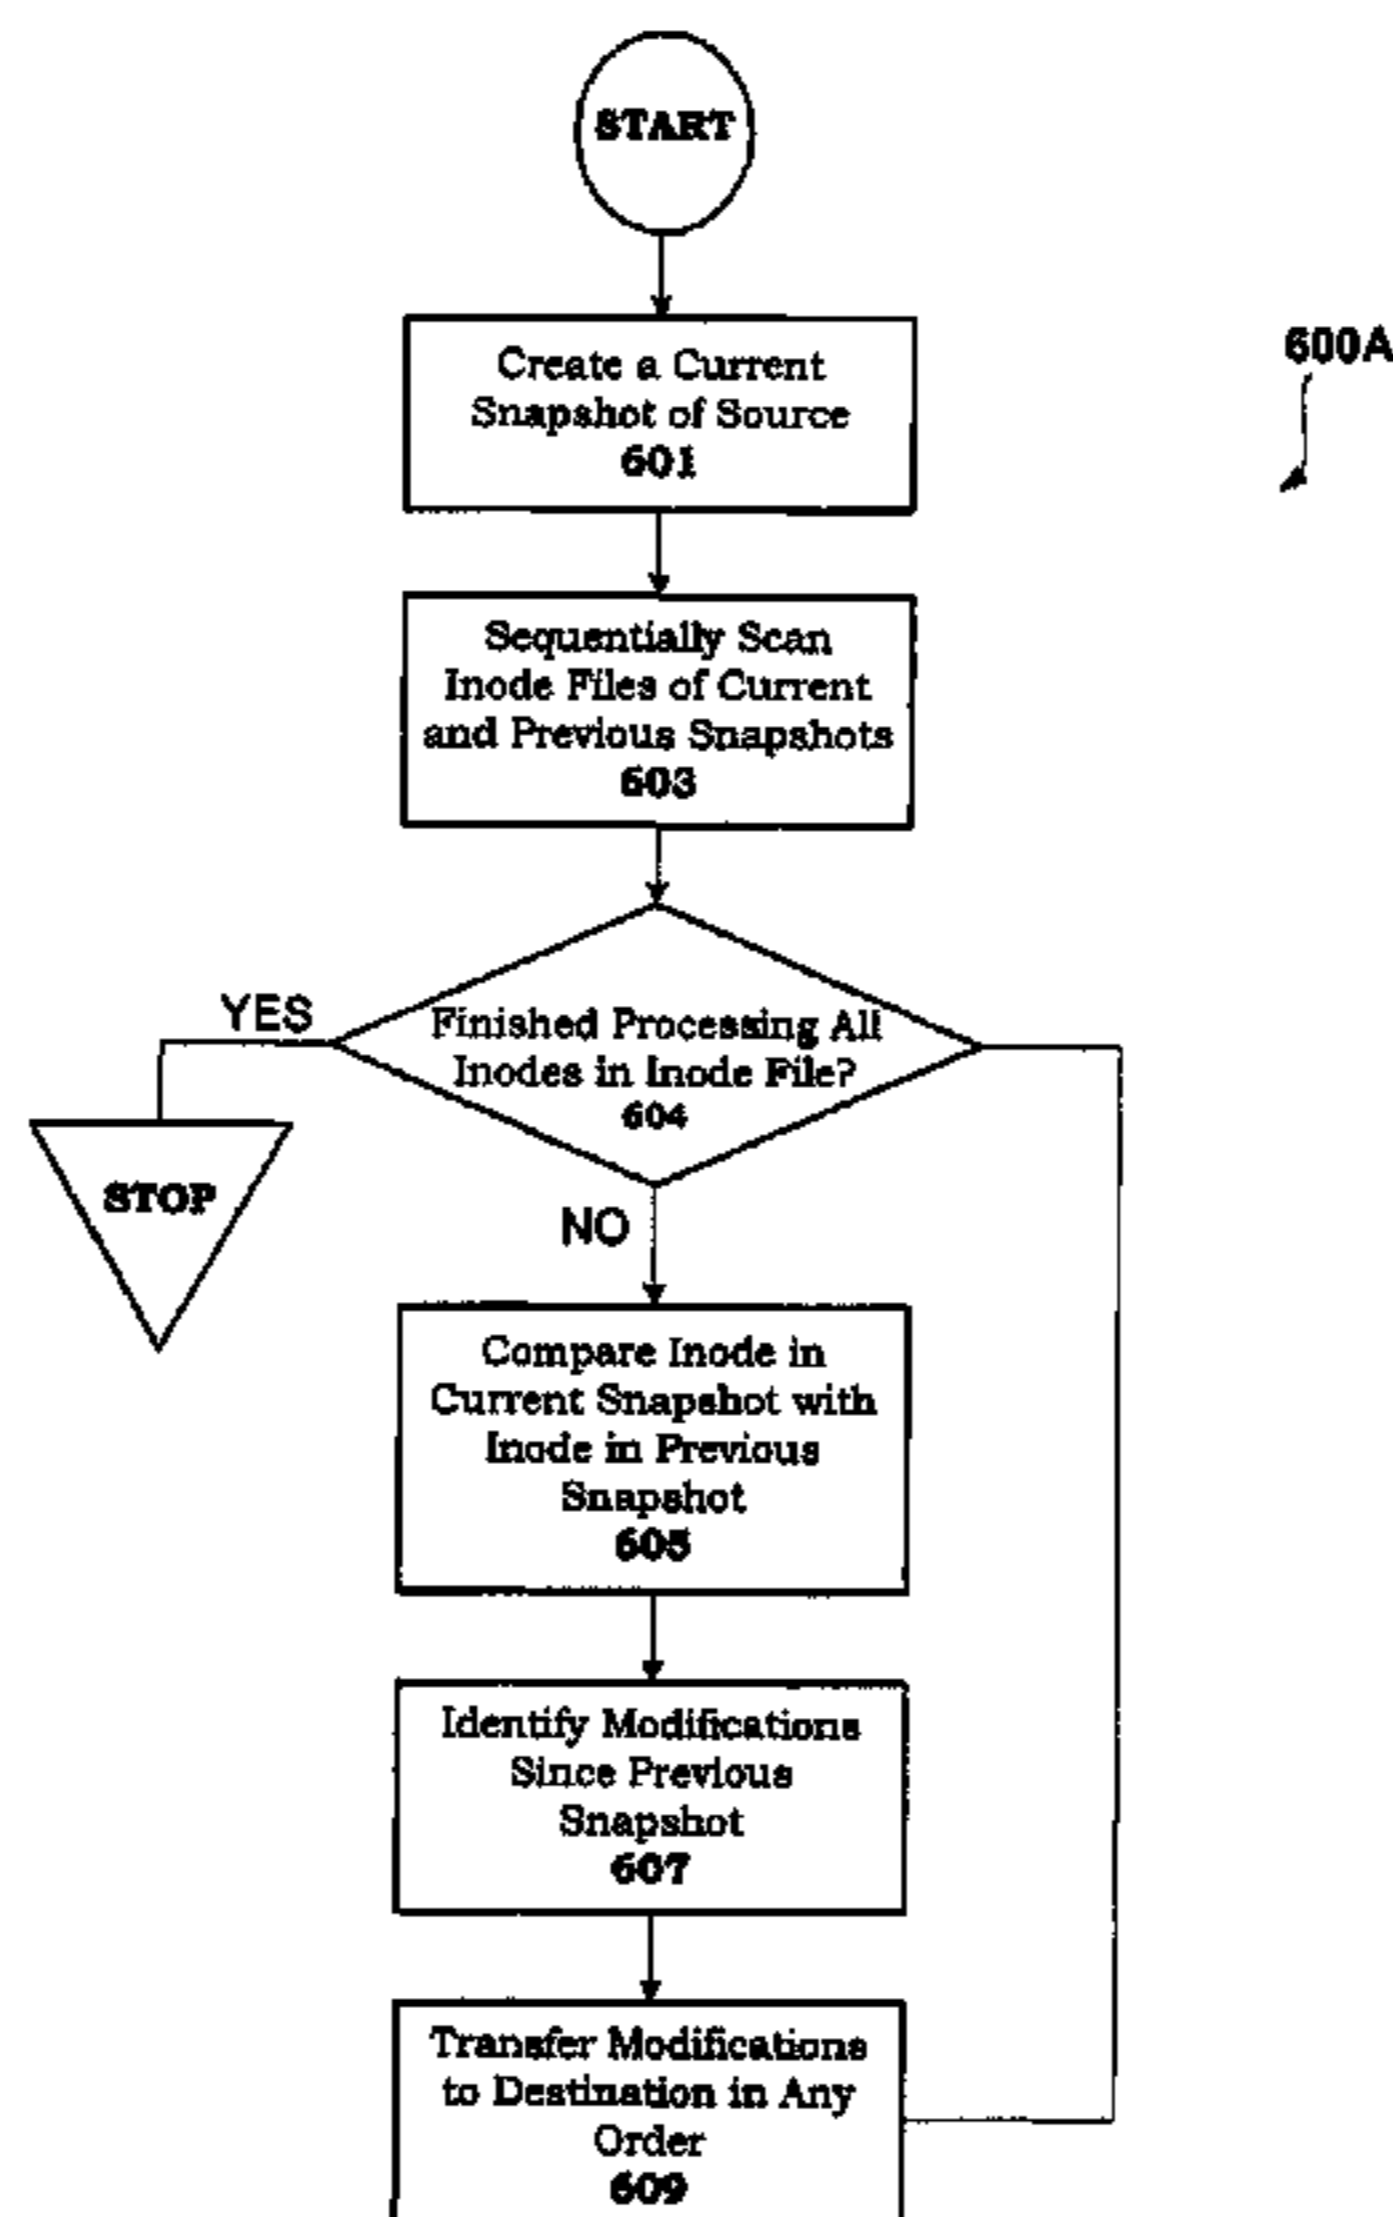 START
600A
Create a Current
Snapshot of Source
601
Sequentially Scan
Inode Files of Current
and Previous Snapshots
603
YES
Finished Processing All
Inodes in Inode File?
604
STOP
NO
Compare Inode in
Current Snapshot with
Inode in Previous
Snapshot
605
Identify Modifications
Since Previous
Snapshot
607
Transfer Modifications
to Destination in Any
Order
609